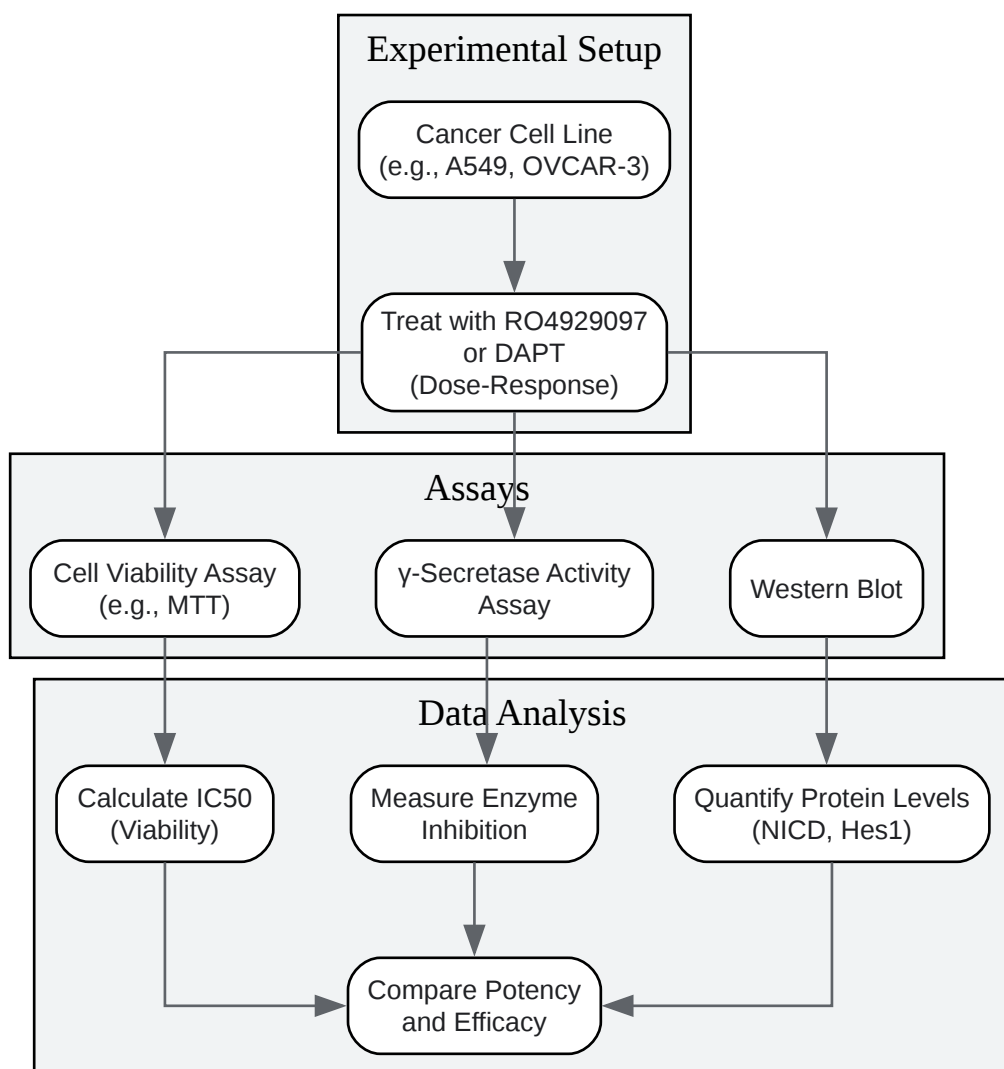 Experimental Setup
Cancer Cell Line
(e.g., A549, OVCAR-3)
Treat with RO4929097
or DAPT
(Dose-Response)
Assays
Cell Viability Assay
(e.g., MTT)
γ-Secretase Activity
Assay
Western Blot
Data Analysis
Calculate IC50
(Viability)
Measure Enzyme
Inhibition
Quantify Protein Levels
(NICD, Hes1)
Compare Potency
and Efficacy